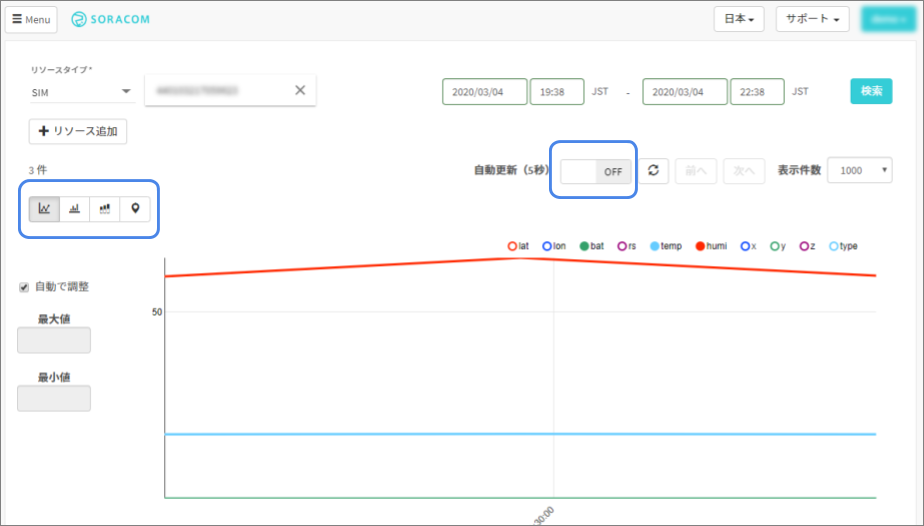 Menu
SORACOM
日本
サポート
リソースタイプ*
SIM
2020/03/04
19:38
JST
-
2020/03/04
22:38
JST
検索
リソース追加
3 件
自動更新（5秒）
OFF
前へ
次へ
表示件数
1000
lat
lon
bat
rs
temp
humi
x
y
z
type
自動で調整
最大値
最小値
50
:30:00